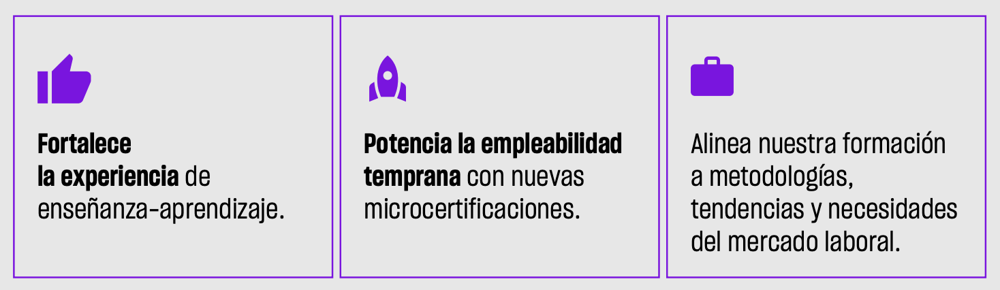 Fortalece
la experiencia de
enseñanza-aprendizaje.
Potencia la empleabilidad
temprana con nuevas
microcertificaciones.
Alinea nuestra formación
a metodologías,
tendencias y necesidades
del mercado laboral.